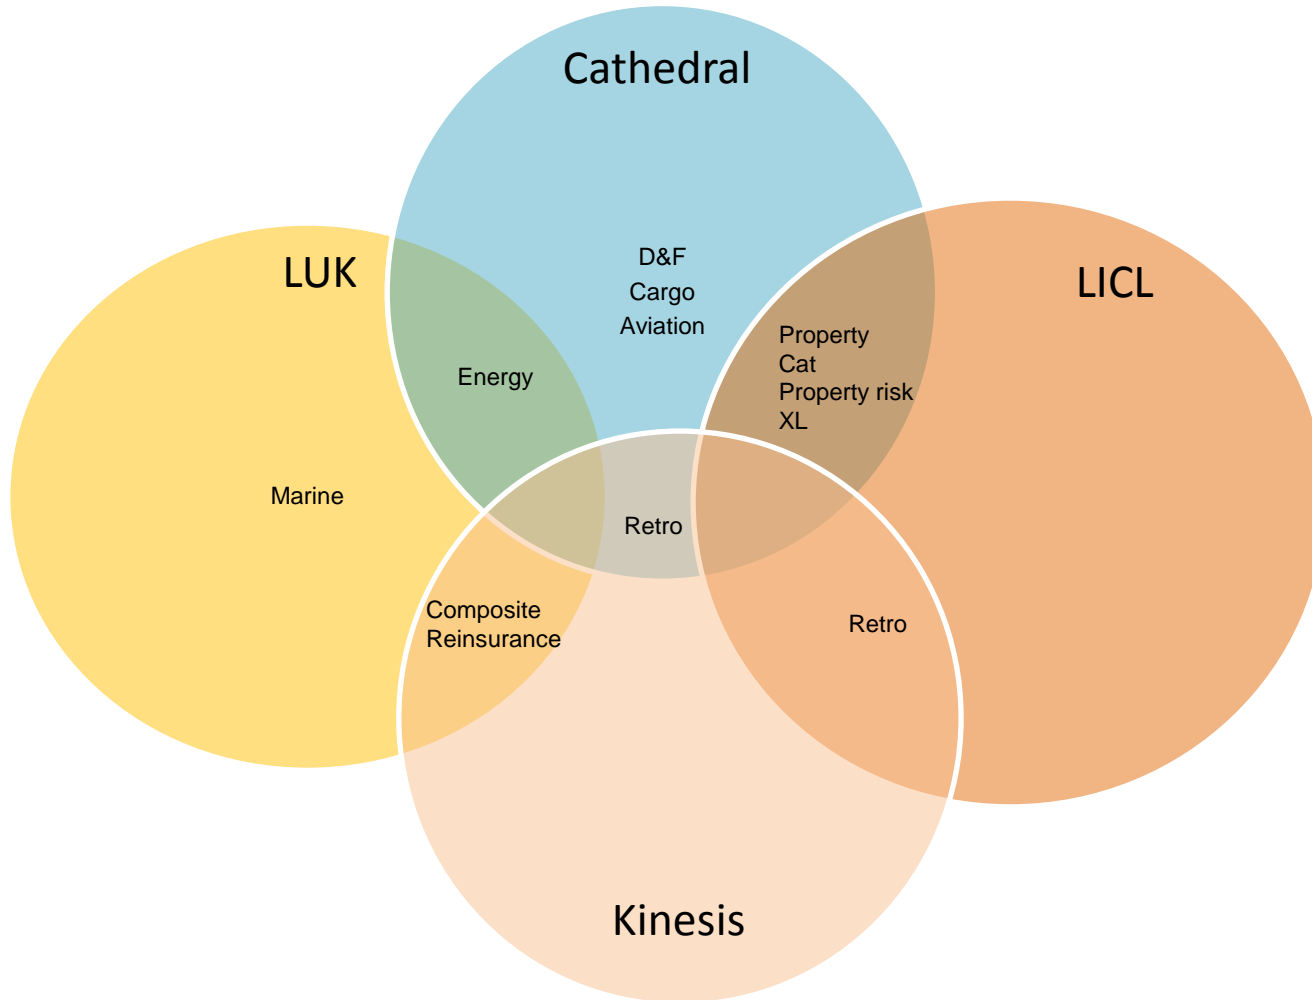 Cathedral
LUK
LICL
D&F
Cargo
Aviation
Property
Cat
Property risk
XL
Energy
Marine
Retro
Composite
Reinsurance
Retro
Kinesis